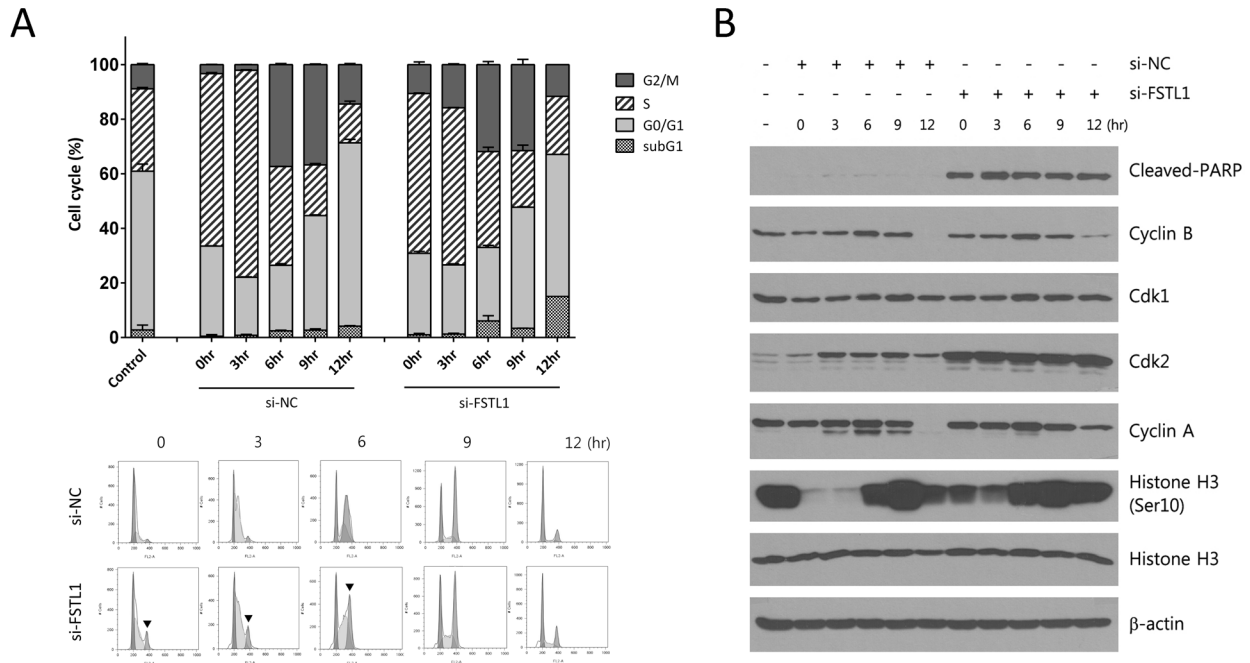 A
100
80
60
40
20
0
Cell cycle (%)
G2/M
S
G0/G1
subG1
Control
0hr
3hr
6hr
9hr
12hr
0hr
3hr
6hr
9hr
12hr
si-NC
si-FSTL1
0 3 6 9 12 (hr)
si-NC
si-FSTL1
B
- + + + + + - - - - - si-NC
- - - - - - + + + + + si-FSTL1
- 0 3 6 9 12 0 3 6 9 12 (hr)
Cleaved-PARP
Cyclin B
Cdk1
Cdk2
Cyclin A
Histone H3
(Ser10)
Histone H3
β-actin